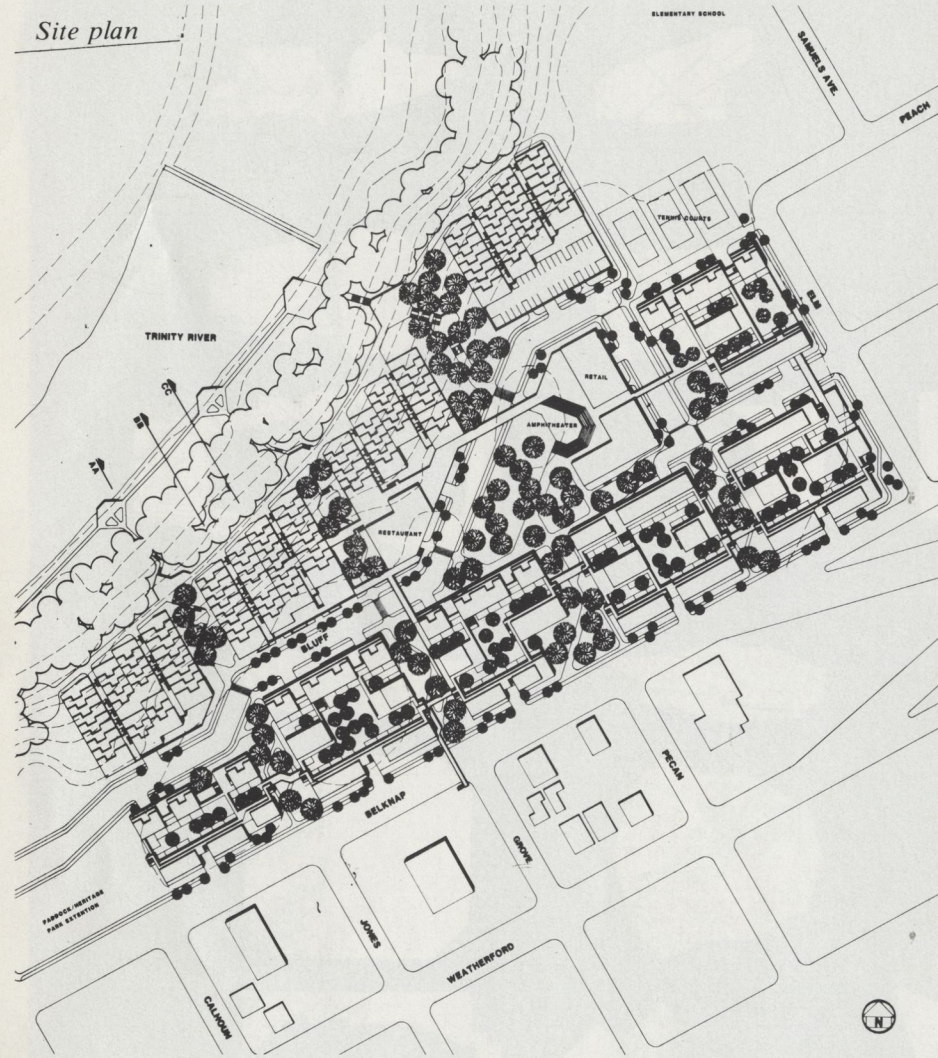 Site plan
ELEMENTARY SCHOOL
SAMUELS AVE.
PEACH
TENNIS COURTS
ELM
TRINITY RIVER
RETAIL
AMPHITHEATER
RESTAURANT
BLUFF
BELKNAP
PECAN
GROVE
PADDOCK/HERITAGE
PARK EXTENTION
JONES
WEATHERFORD
CALHOUN
N